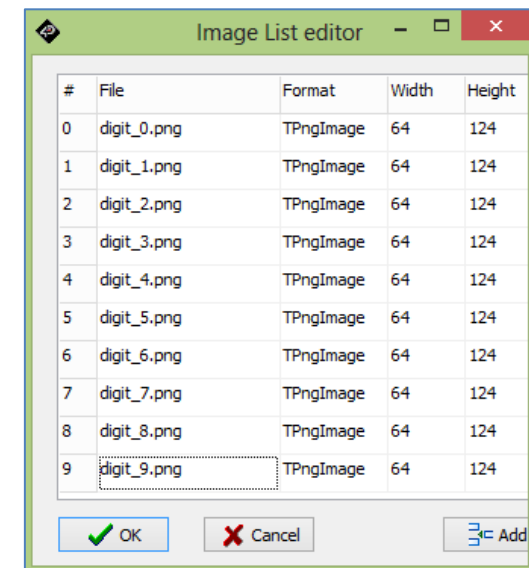 Image List editor
# File Format Width Height
0 digit_0.png TPngImage 64 124
1 digit_1.png TPngImage 64 124
2 digit_2.png TPngImage 64 124
3 digit_3.png TPngImage 64 124
4 digit_4.png TPngImage 64 124
5 digit_5.png TPngImage 64 124
6 digit_6.png TPngImage 64 124
7 digit_7.png TPngImage 64 124
8 digit_8.png TPngImage 64 124
9 digit_9.png TPngImage 64 124
OK Cancel Add